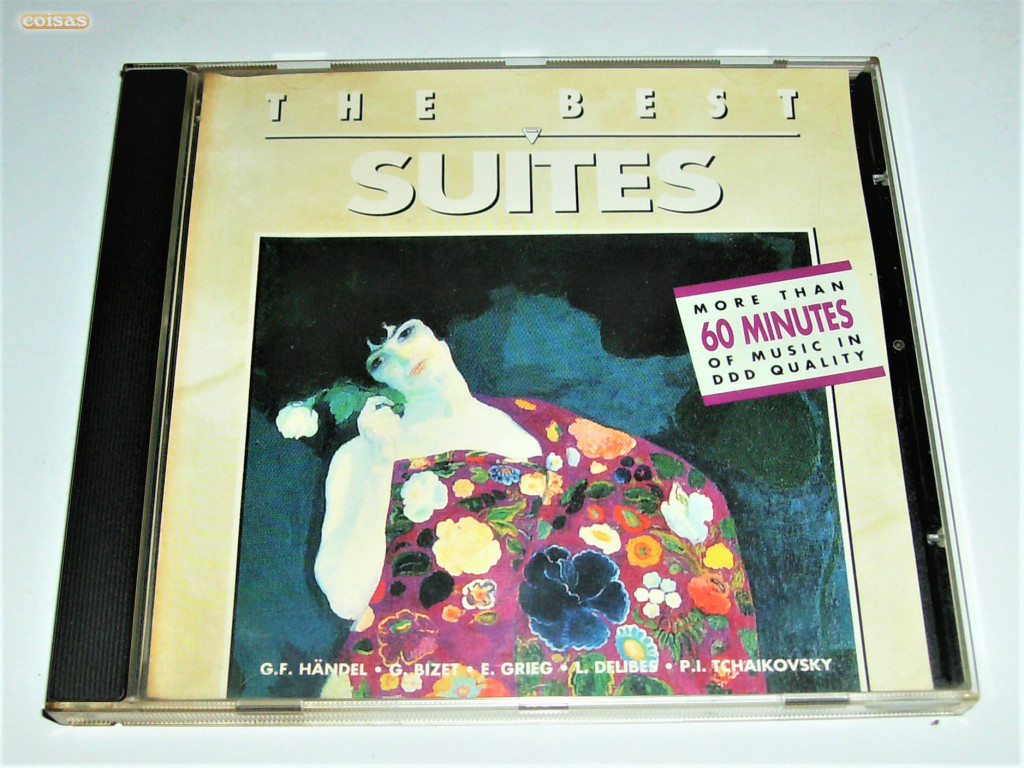 coisas
THE BEST
SUITES
MORE THAN
60 MINUTES
OF MUSIC IN
DDD QUALITY
G.F. HÄNDEL • G. BIZET • E. GRIEG • L. DELIBES • P.I. TCHAIKOVSKY